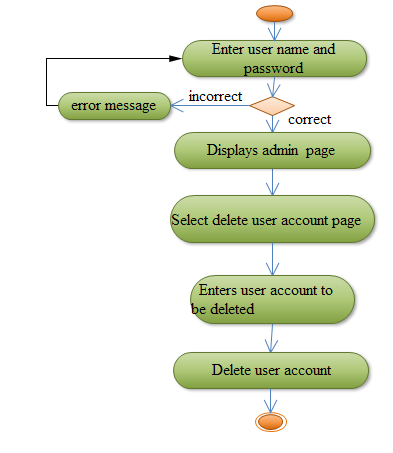 Enter user name and
password
incorrect
error message
correct
Displays admin page
Select delete user account page
Enters user account to
be deleted
Delete user account